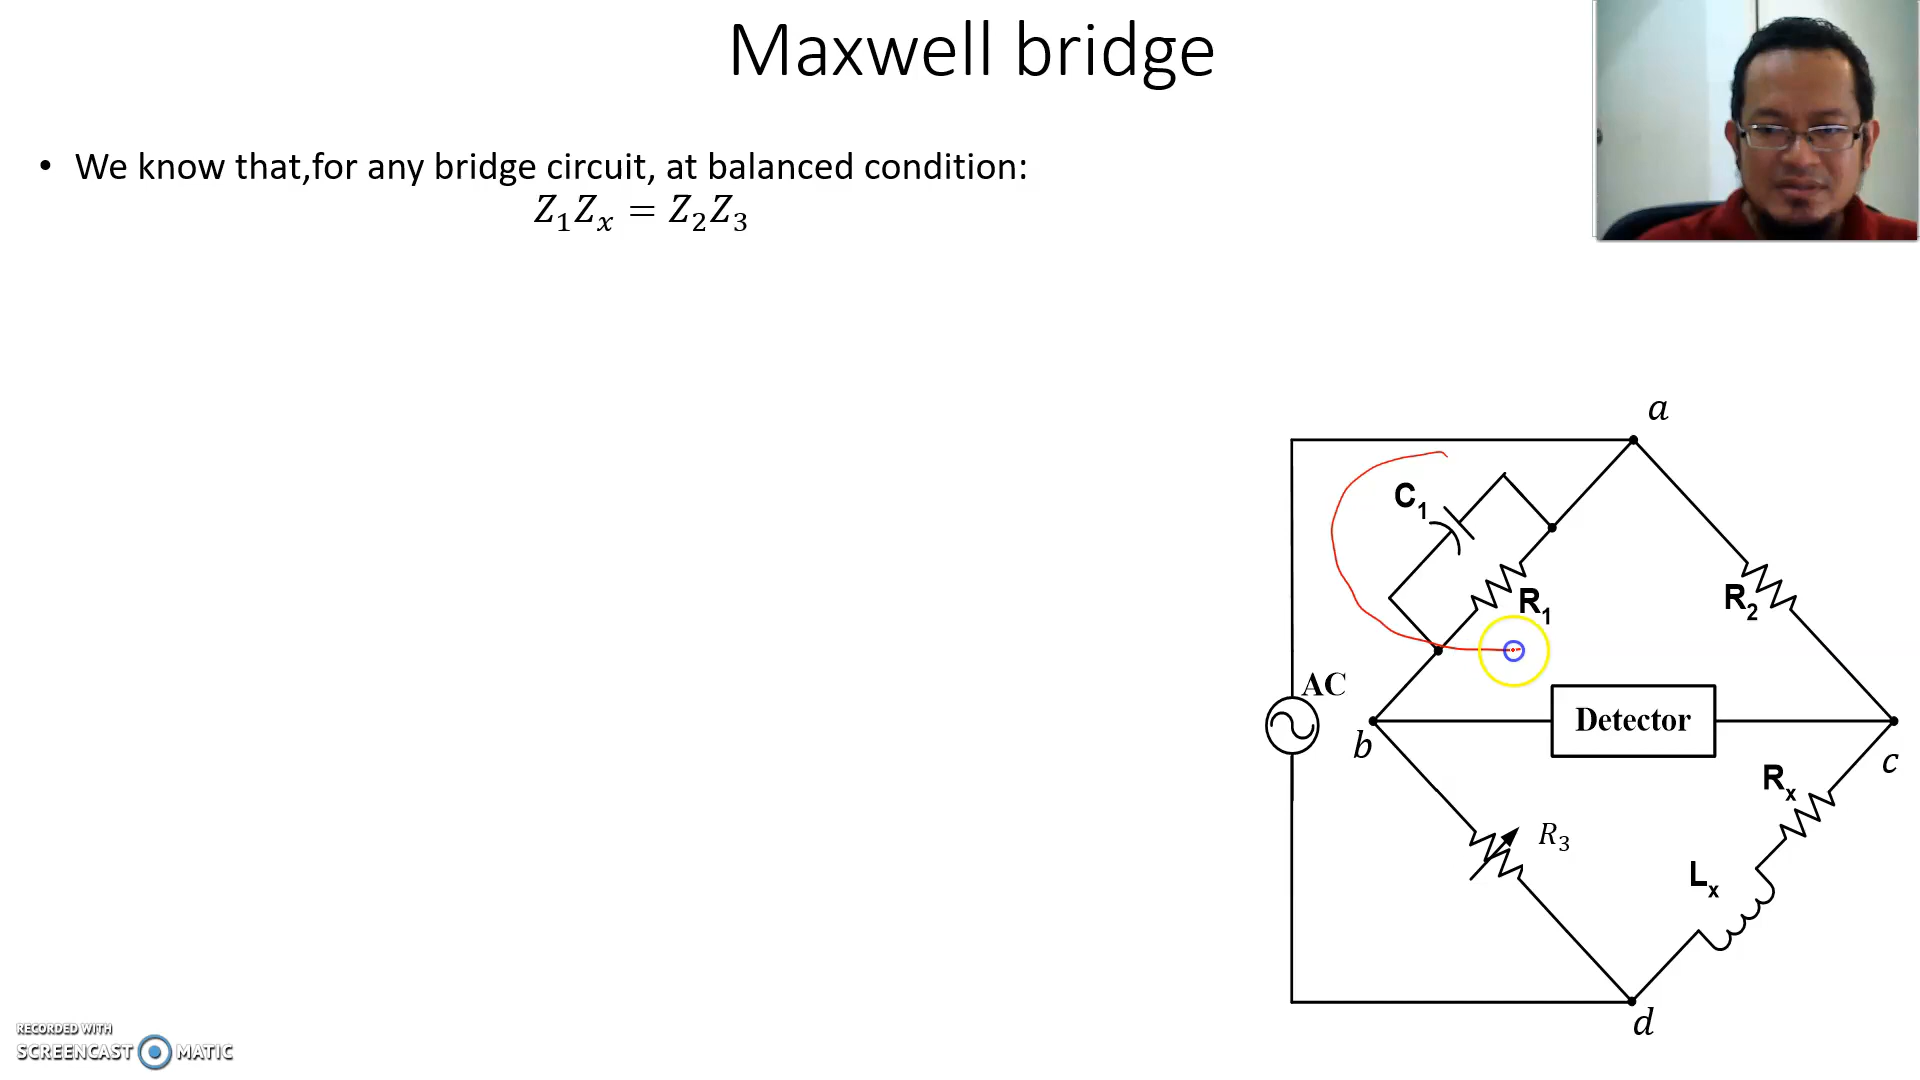 Maxwell bridge
• We know that,for any bridge circuit, at balanced condition:
Z₁Zₓ = Z₂Z₃
a
C₁
R₁
R₂
AC
Detector
b
c
Rₓ
R₃
Lₓ
d
RECORDED WITH
SCREENCAST MATIC